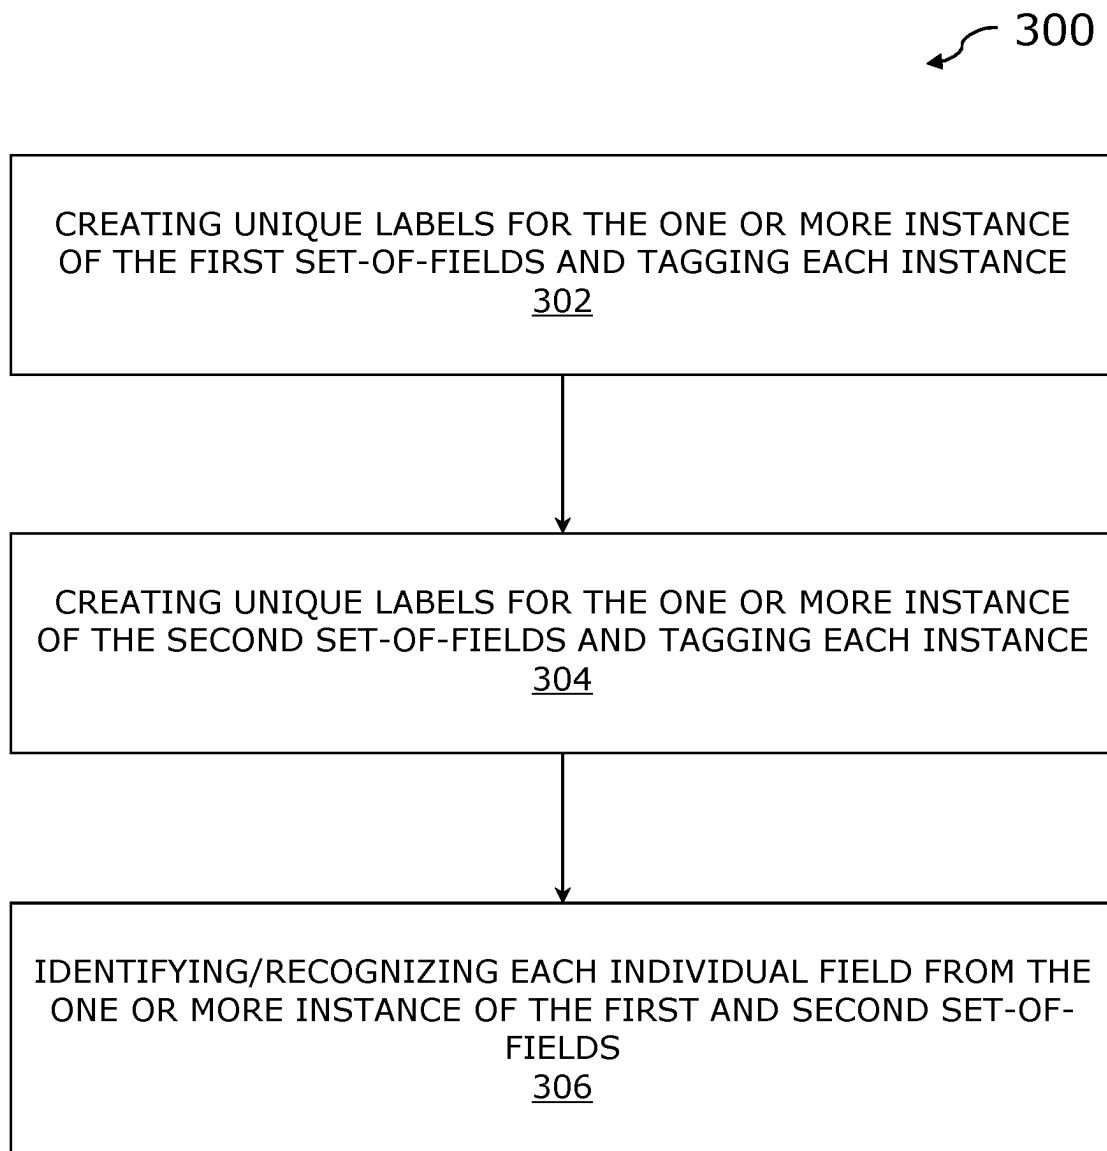 300
CREATING UNIQUE LABELS FOR THE ONE OR MORE INSTANCE
OF THE FIRST SET-OF-FIELDS AND TAGGING EACH INSTANCE
302
CREATING UNIQUE LABELS FOR THE ONE OR MORE INSTANCE
OF THE SECOND SET-OF-FIELDS AND TAGGING EACH INSTANCE
304
IDENTIFYING/RECOGNIZING EACH INDIVIDUAL FIELD FROM THE
ONE OR MORE INSTANCE OF THE FIRST AND SECOND SET-OF-
FIELDS
306